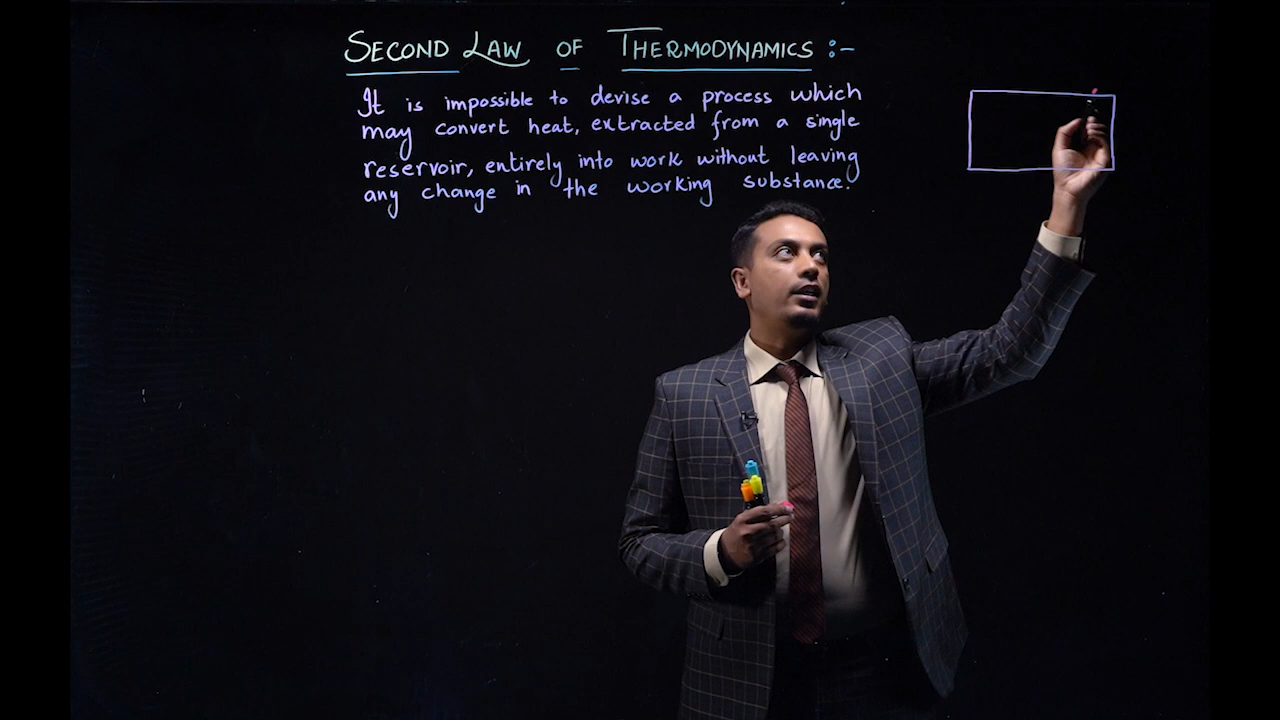 SECOND LAW OF THERMODYNAMICS :-
It is impossible to devise a process which
may convert heat, extracted from a single
reservoir, entirely into work without leaving
any change in the working substance.